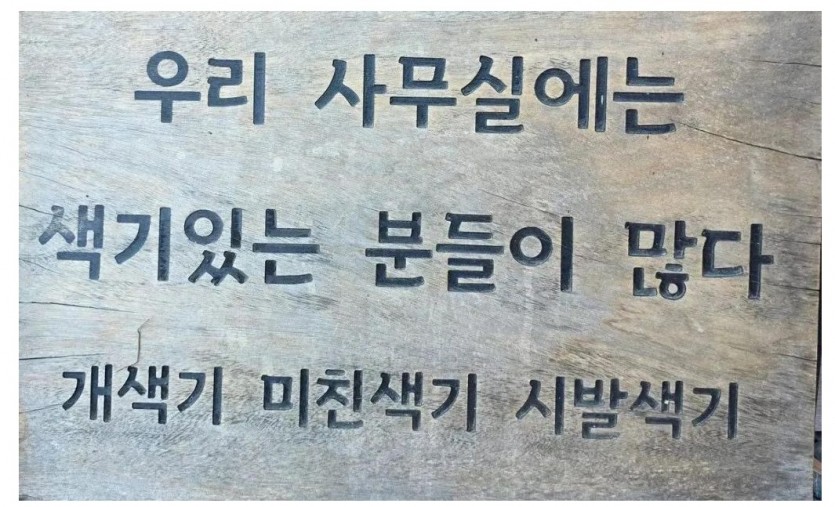 우리 사무실에는
색기있는 분들이 많다
개색기 미친색기 시발색기